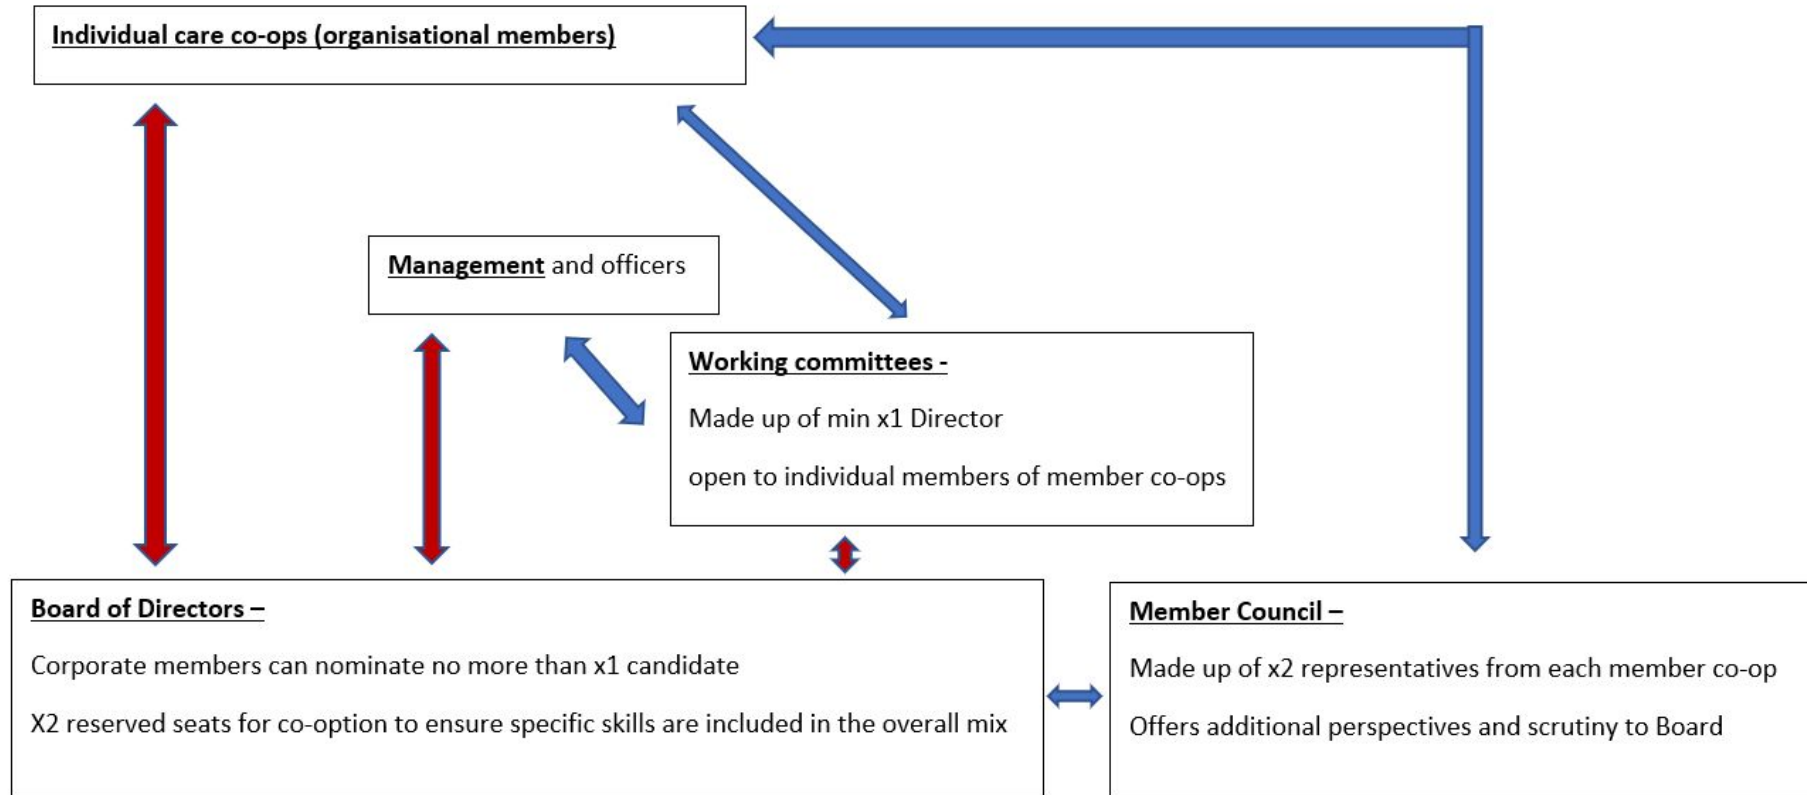 Individual care co-ops (organisational members)
Management and officers
Working committees -
Made up of min x1 Director
open to individual members of member co-ops
Board of Directors –
Corporate members can nominate no more than x1 candidate
X2 reserved seats for co-option to ensure specific skills are included in the overall mix
Member Council –
Made up of x2 representatives from each member co-op
Offers additional perspectives and scrutiny to Board